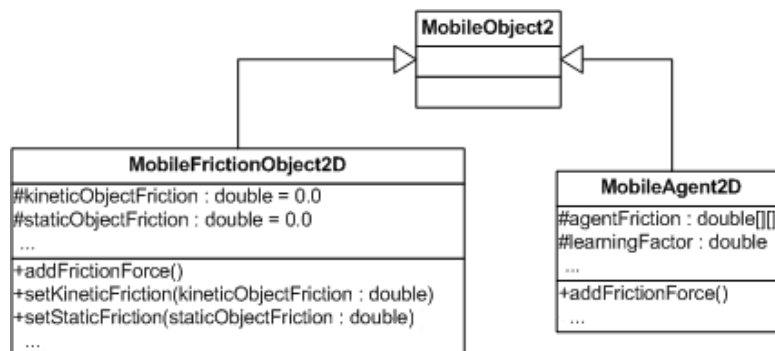 MobileObject2
MobileFrictionObject2D
#kineticObjectFriction : double = 0.0
#staticObjectFriction : double = 0.0
...
+addFrictionForce()
+setKineticFriction(kineticObjectFriction : double)
+setStaticFriction(staticObjectFriction : double)
...
MobileAgent2D
#agentFriction : double[][]
#learningFactor : double
...
+addFrictionForce()
...